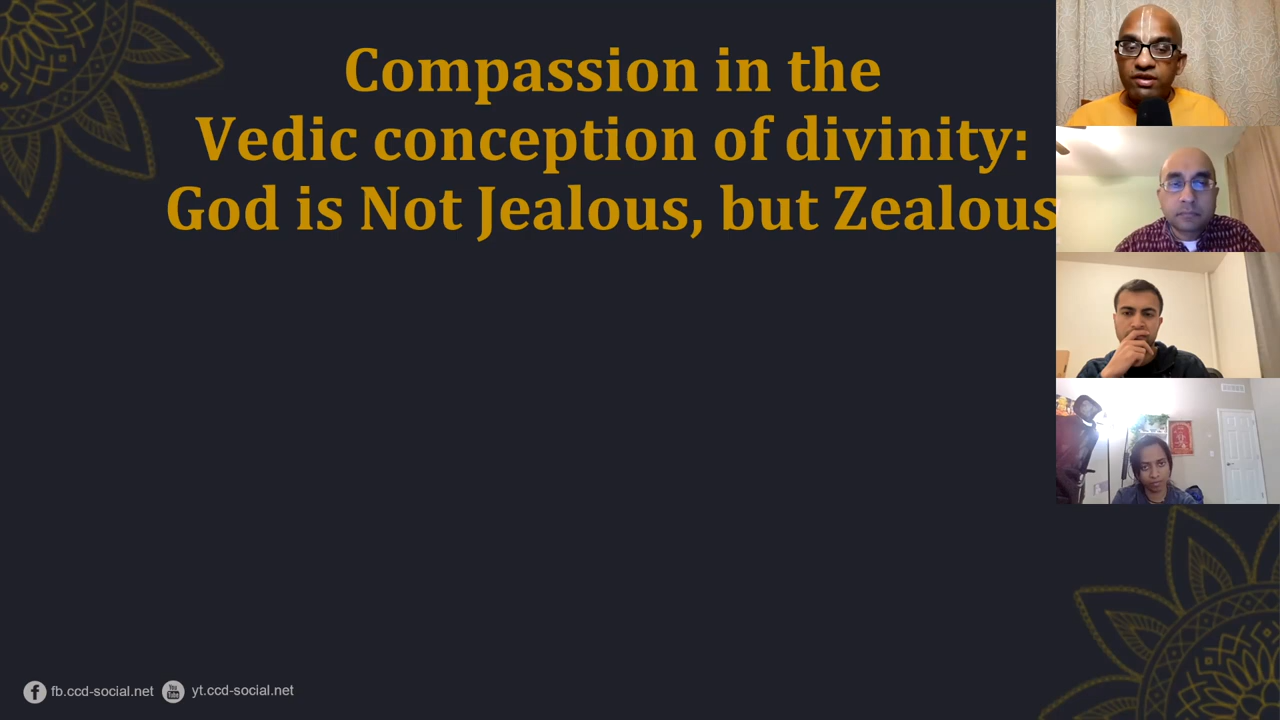 Compassion in the
Vedic conception of divinity:
God is Not Jealous, but Zealous
fb.ccd-social.net
yt.ccd-social.net